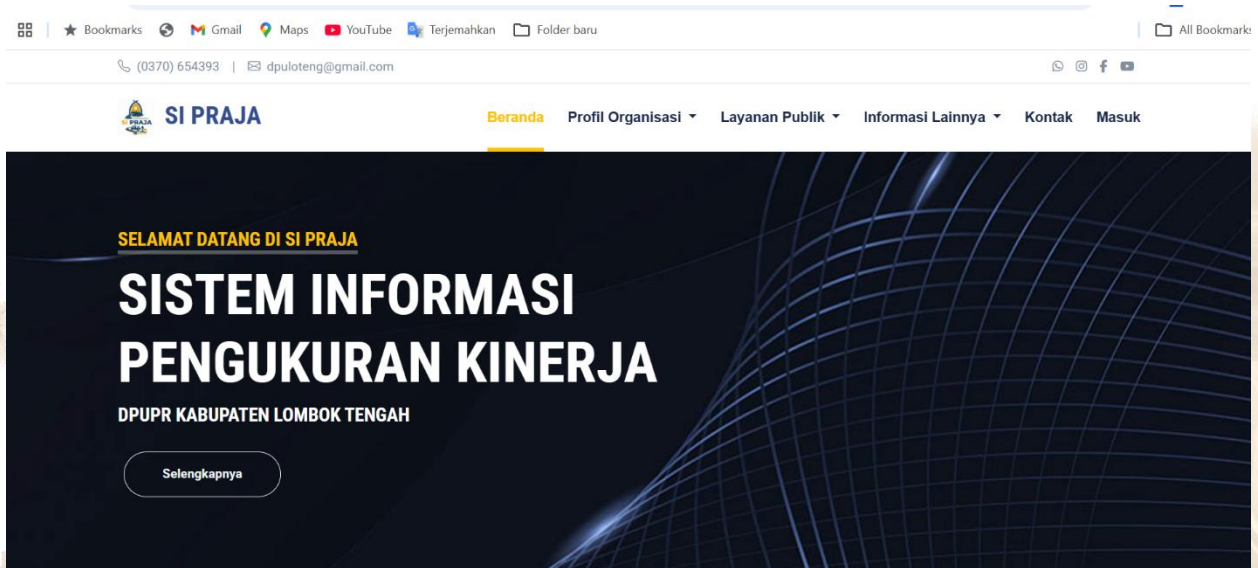 Bookmarks Gmail Maps YouTube Terjemahkan Folder baru All Bookmarks
(0370) 654393 | dpuloteng@gmail.com
SI PRAJA SI PRAJA Beranda Profil Organisasi Layanan Publik Informasi Lainnya Kontak Masuk
SELAMAT DATANG DI SI PRAJA
SISTEM INFORMASI
PENGUKURAN KINERJA
DPUPR KABUPATEN LOMBOK TENGAH
Selengkapnya